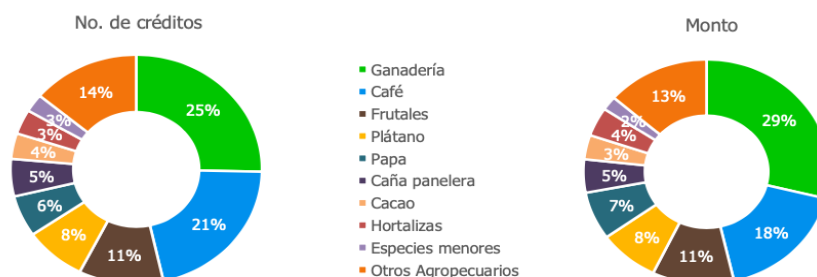 No. de créditos
14%
25%
3%
3%
4%
5%
6%
8%
11%
21%
Ganadería
Café
Frutales
Plátano
Papa
Caña panelera
Cacao
Hortalizas
Especies menores
Otros Agropecuarios
Monto
13%
29%
2%
4%
3%
5%
7%
8%
11%
18%